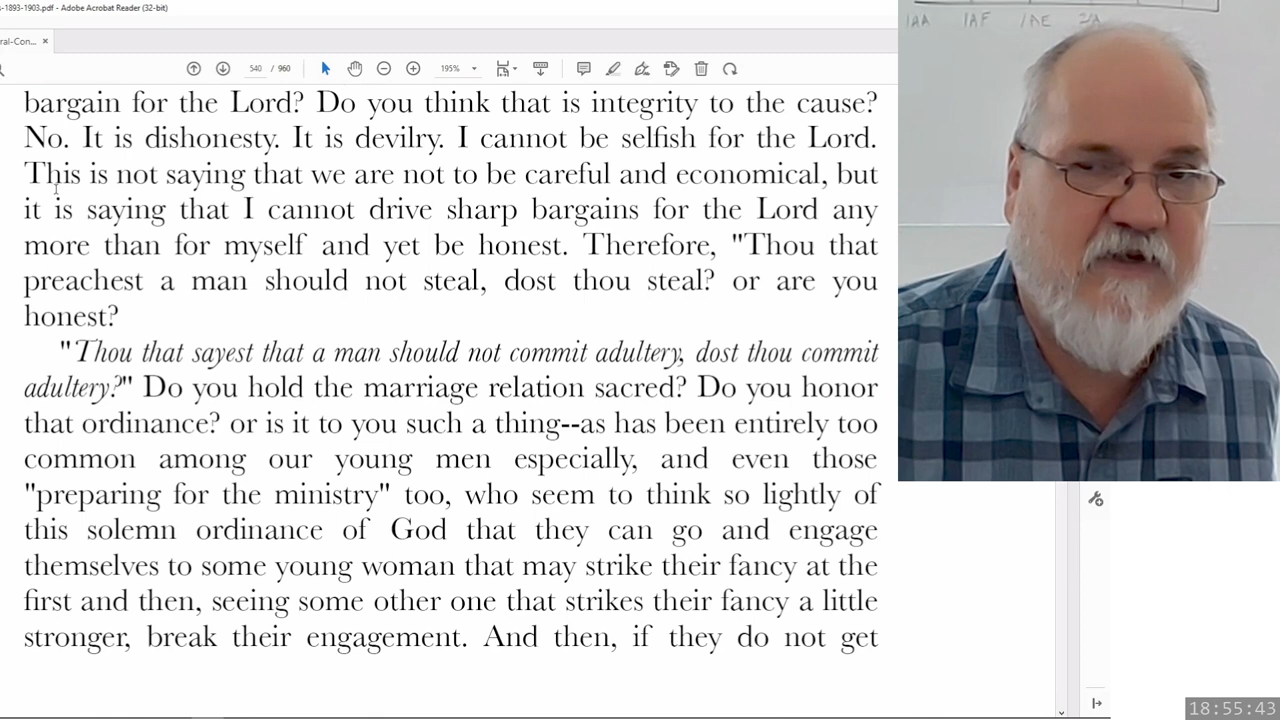 s-1893-1903.pdf - Adobe Acrobat Reader (32-bit)
ral-Con... ×
540 / 960 195%
bargain for the Lord? Do you think that is integrity to the cause?
No. It is dishonesty. It is devilry. I cannot be selfish for the Lord.
This is not saying that we are not to be careful and economical, but
it is saying that I cannot drive sharp bargains for the Lord any
more than for myself and yet be honest. Therefore, "Thou that
preachest a man should not steal, dost thou steal? or are you
honest?
"Thou that sayest that a man should not commit adultery, dost thou commit
adultery?" Do you hold the marriage relation sacred? Do you honor
that ordinance? or is it to you such a thing--as has been entirely too
common among our young men especially, and even those
"preparing for the ministry" too, who seem to think so lightly of
this solemn ordinance of God that they can go and engage
themselves to some young woman that may strike their fancy at the
first and then, seeing some other one that strikes their fancy a little
stronger, break their engagement. And then, if they do not get
1AA 1AF 1AE
18:55:43